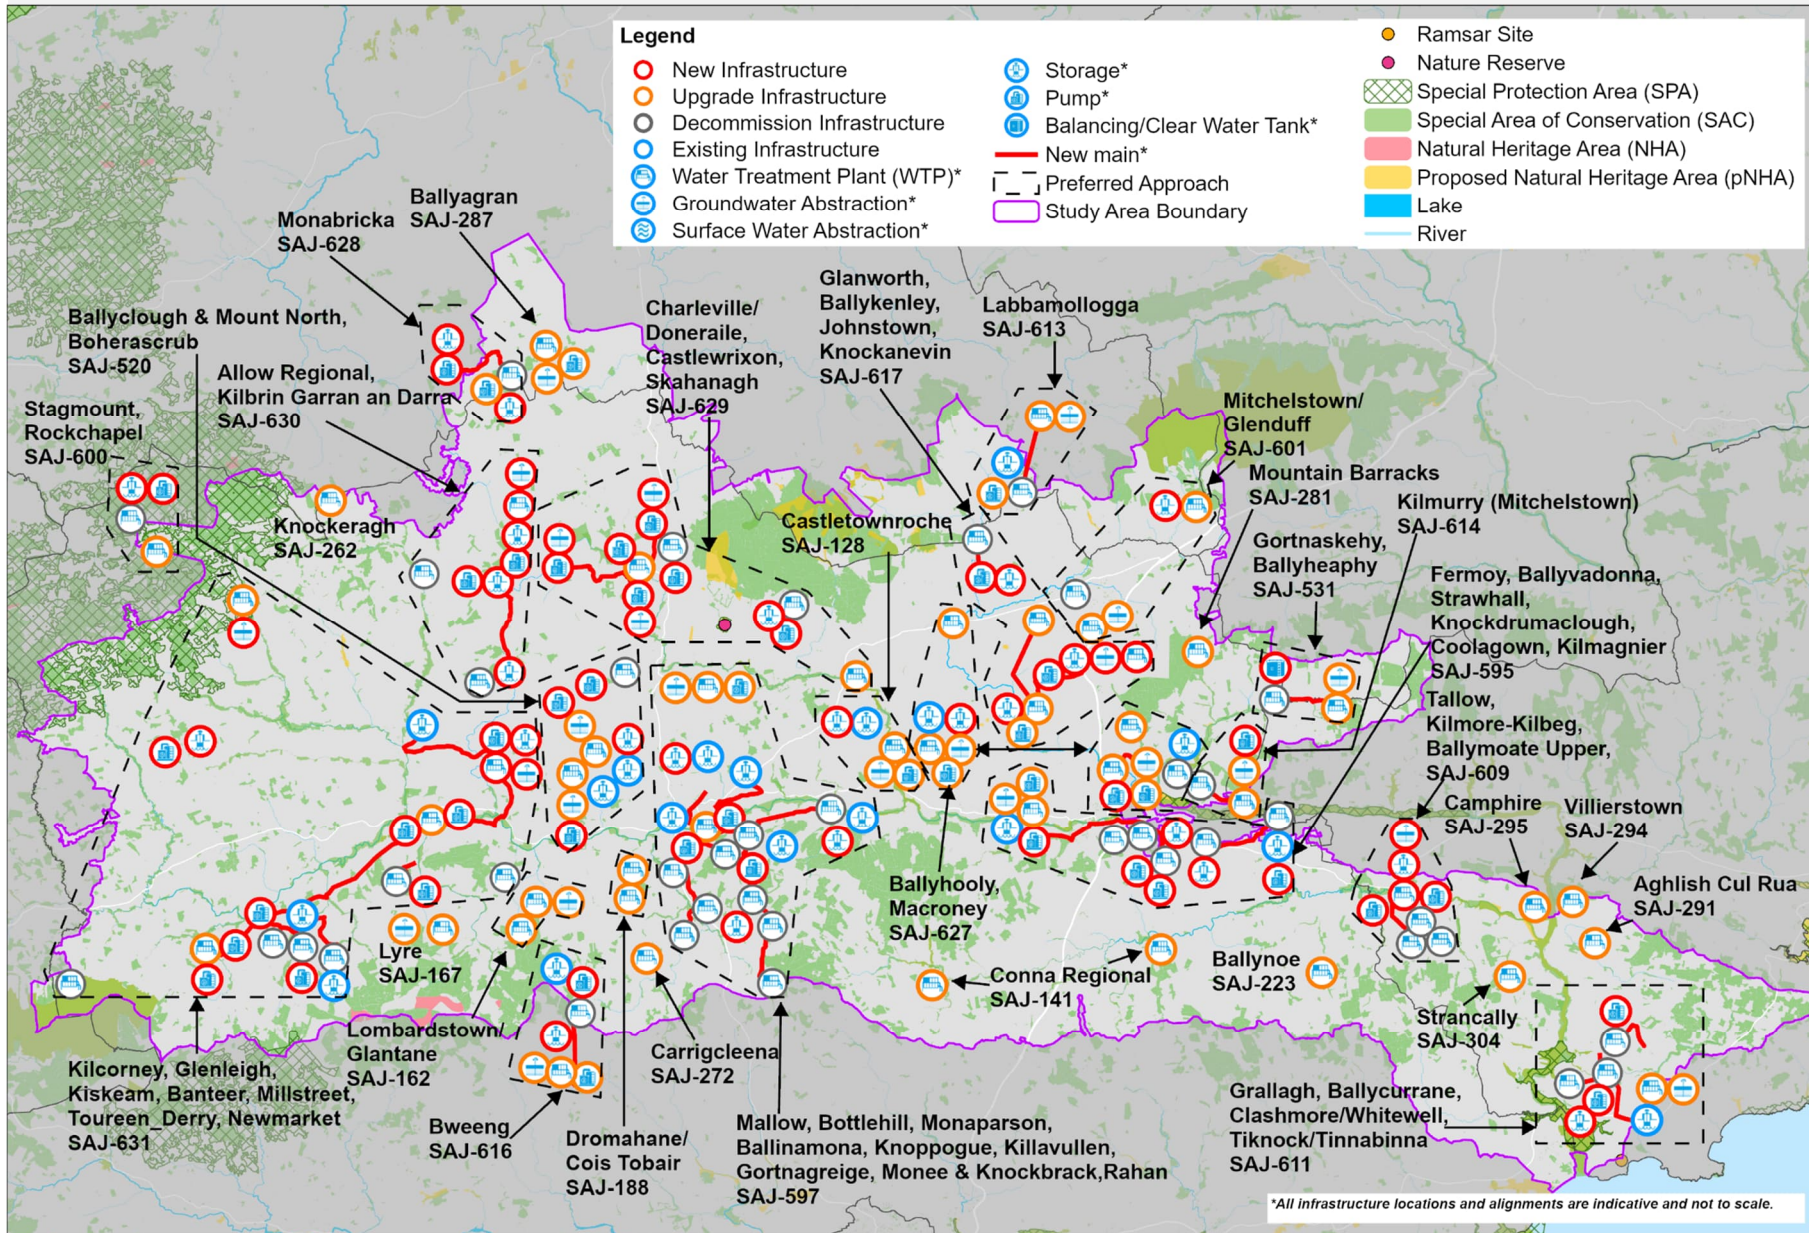 Legend
New Infrastructure
Upgrade Infrastructure
Decommission Infrastructure
Existing Infrastructure
Water Treatment Plant (WTP)*
Groundwater Abstraction*
Surface Water Abstraction*
Storage*
Pump*
Balancing/Clear Water Tank*
New main*
Preferred Approach
Study Area Boundary
Ramsar Site
Nature Reserve
Special Protection Area (SPA)
Special Area of Conservation (SAC)
Natural Heritage Area (NHA)
Proposed Natural Heritage Area (pNHA)
Lake
River
Ballyagran
SAJ-287
Monabricka
SAJ-628
Ballyclough & Mount North,
Boherascrub
SAJ-520
Allow Regional,
Kilbrin Garran an Darra
SAJ-630
Stagmount,
Rockchapel
SAJ-600
Knockeragh
SAJ-262
Charleville/
Doneraile,
Castlewrixon,
Skahanagh
SAJ-629
Glanworth,
Ballykenley,
Johnstown,
Knockanevin
SAJ-617
Labbamollogga
SAJ-613
Castletownroche
SAJ-128
Mitchelstown/
Glenduff
SAJ-601
Mountain Barracks
SAJ-281
Kilmurry (Mitchelstown)
SAJ-614
Gortnaskehy,
Ballyheaphy
SAJ-531
Fermoy, Ballyvadonna,
Strawhall,
Knockdrumaclough,
Coolagown, Kilmagnier
SAJ-595
Tallow,
Kilmore-Kilbeg,
Ballymoate Upper,
SAJ-609
Camphire
SAJ-295
Villierstown
SAJ-294
Aghlish Cul Rua
SAJ-291
Ballyhooly,
Macroney
SAJ-627
Lyre
SAJ-167
Conna Regional
SAJ-141
Ballynoe
SAJ-223
Strancally
SAJ-304
Lombardstown/
Glantane
SAJ-162
Carrigcleena
SAJ-272
Kilcorney, Glenleigh,
Kiskeam, Banteer, Millstreet,
Toureen_Derry, Newmarket
SAJ-631
Bweeng
SAJ-616
Dromahane/
Cois Tobair
SAJ-188
Mallow, Bottlehill, Monaparson,
Ballinamona, Knoppogue, Killavullen,
Gortnagreige, Monee & Knockbrack,Rahan
SAJ-597
Grallagh, Ballycurrane,
Clashmore/Whitewell,
Tiknock/Tinnabinna
SAJ-611
*All infrastructure locations and alignments are indicative and not to scale.